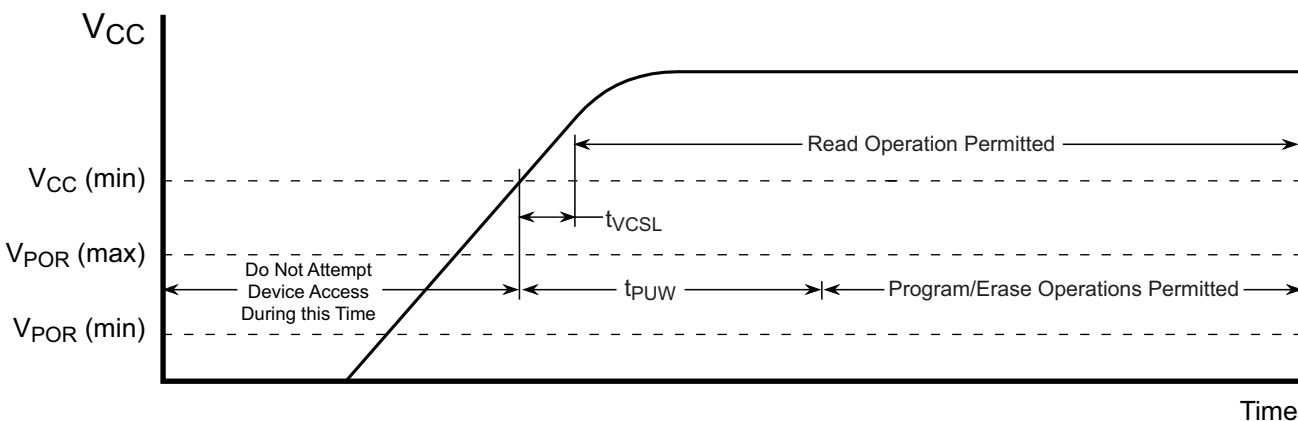 VCC
Read Operation Permitted
VCC (min)
tVCSL
VPOR (max)
Do Not Attempt
Device Access
During this Time
tPUW
Program/Erase Operations Permitted
VPOR (min)
Time